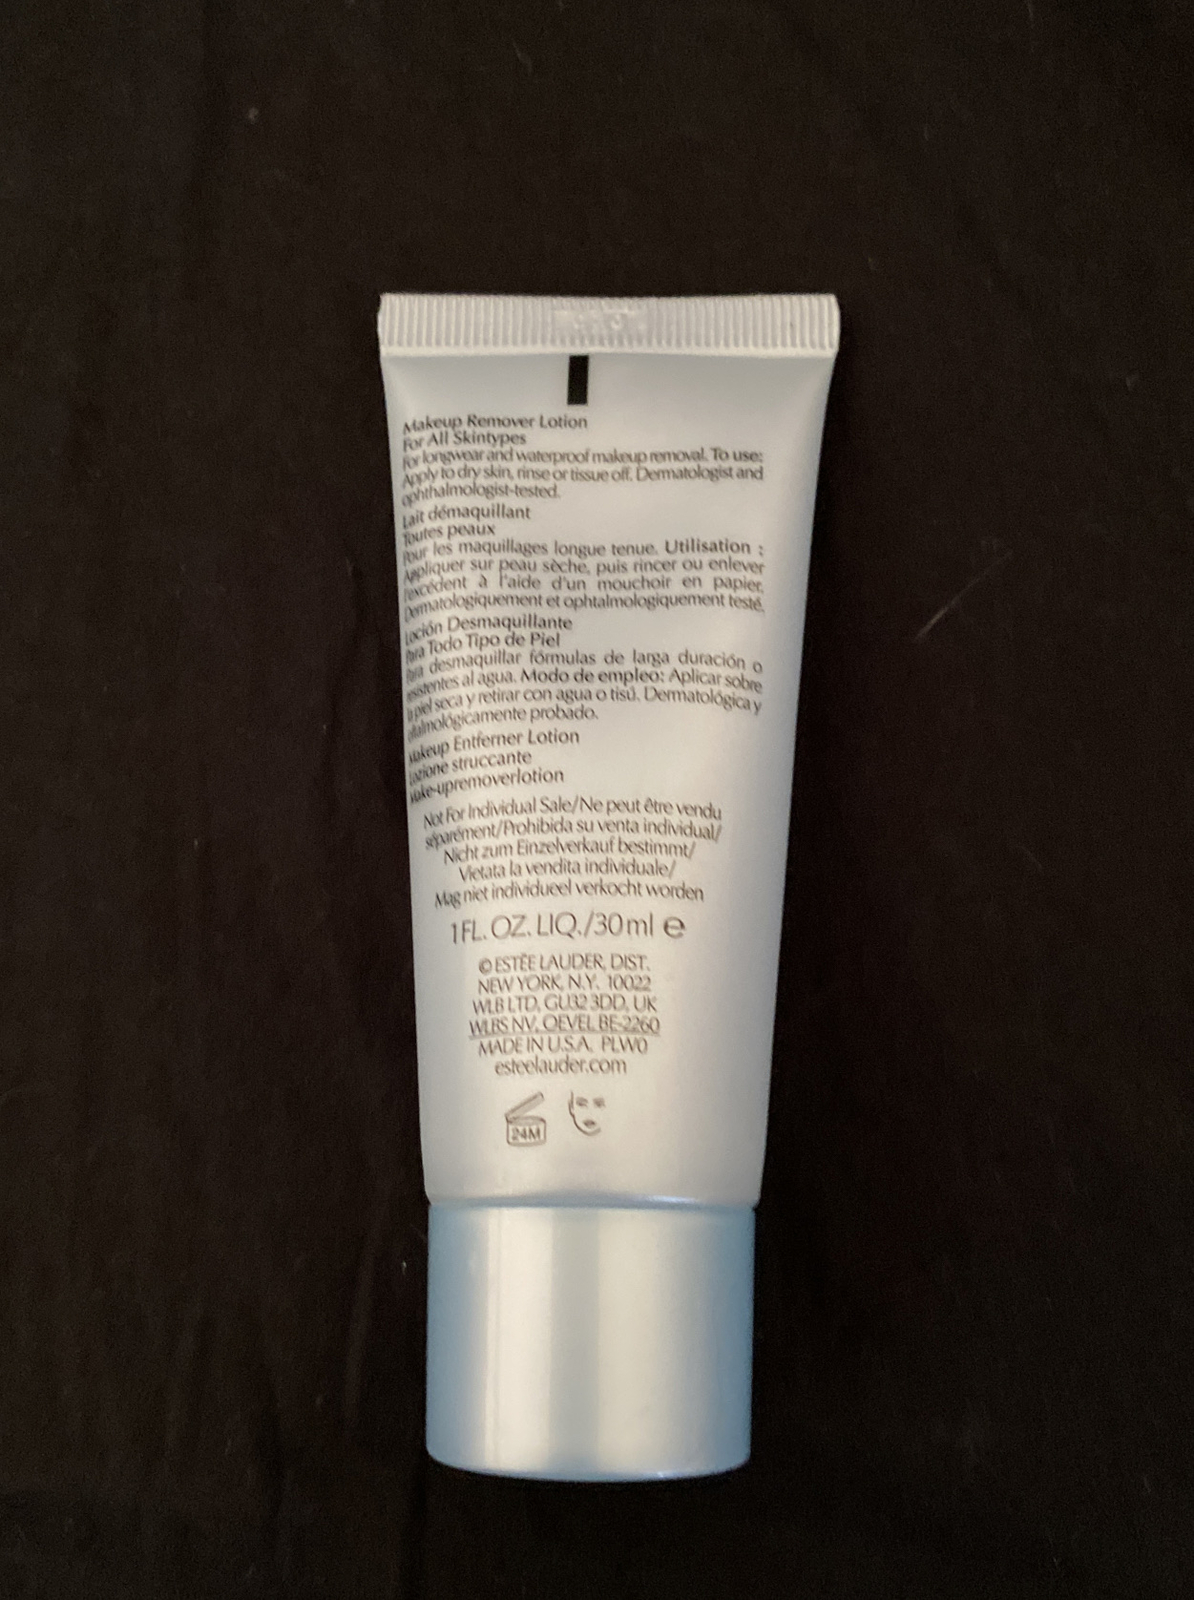 Makeup Remover Lotion
For All Skintypes
For longwear and waterproof makeup removal. To use:
Apply to dry skin, rinse or tissue off. Dermatologist and
ophthalmologist-tested.
Lait démaquillant
Toutes peaux
Pour les maquillages longue tenue. Utilisation :
Appliquer sur peau sèche, puis rincer ou enlever
l'excédent à l'aide d'un mouchoir en papier.
Dermatologiquement et ophtalmologiquement testé.
Loción Desmaquillante
Para Todo Tipo de Piel
Para desmaquillar fórmulas de larga duración o
resistentes al agua. Modo de empleo: Aplicar sobre
la piel seca y retirar con agua o tisú. Dermatológica y
oftalmológicamente probado.
Makeup Entferner Lotion
Lozione struccante
Make-upremoverlotion
Not For Individual Sale/Ne peut être vendu
séparément/Prohibida su venta individual/
Nicht zum Einzelverkauf bestimmt/
Vietata la vendita individuale/
Mag niet individueel verkocht worden
1FL. OZ. LIQ./30ml e
© ESTĒE LAUDER, DIST.
NEW YORK, N.Y. 10022
WLB LTD, GU32 3DD, UK
WLBS NV, OEVEL BE-2260
MADE IN U.S.A. PLW0
esteelauder.com
24M